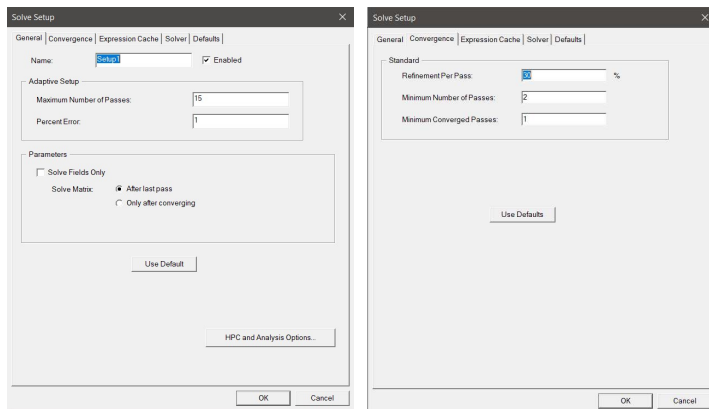 Solve Setup
General Convergence Expression Cache Solver Defaults
Name: Setup1 Enabled
Adaptive Setup
Maximum Number of Passes: 15
Percent Error: 1
Parameters
Solve Fields Only
Solve Matrix: After last pass
Only after converging
Use Default
HPC and Analysis Options...
OK Cancel
Solve Setup
General Convergence Expression Cache Solver Defaults
Standard
Refinement Per Pass: 30 %
Minimum Number of Passes: 2
Minimum Converged Passes: 1
Use Defaults
OK Cancel